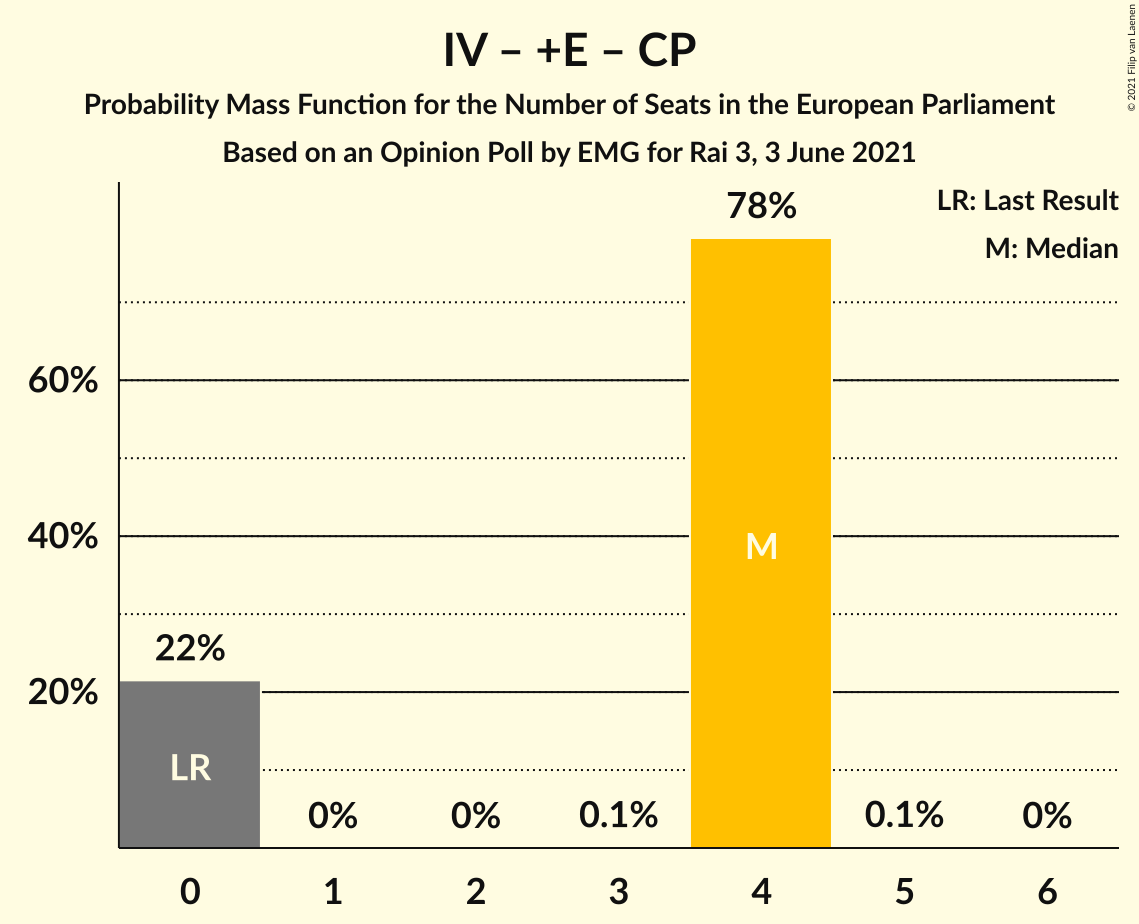 IV – +E – CP
Probability Mass Function for the Number of Seats in the European Parliament
Based on an Opinion Poll by EMG for Rai 3, 3 June 2021
© 2021 Filip van Laenen
LR: Last Result
M: Median
78%
60%
40%
20%
22%
M
LR
0%
0%
0.1%
0.1%
0%
0
1
2
3
4
5
6